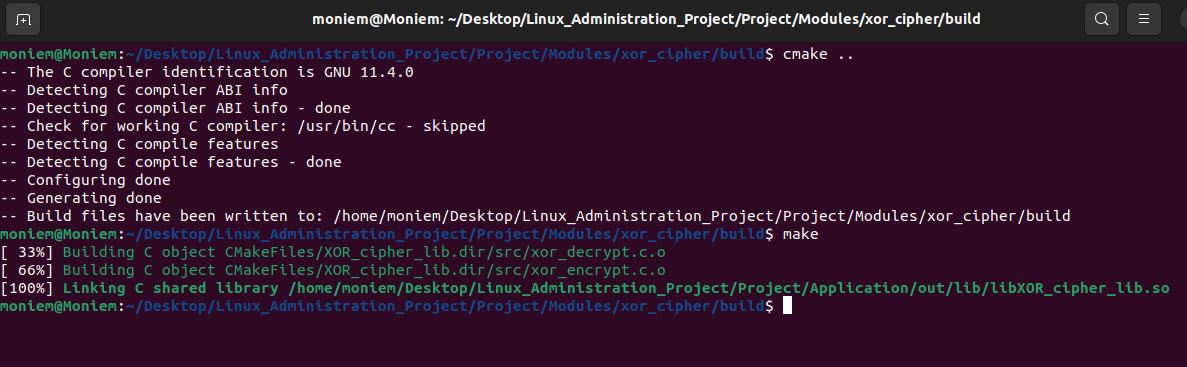 moniem@Moniem: ~/Desktop/Linux_Administration_Project/Project/Modules/xor_cipher/build
moniem@Moniem:~/Desktop/Linux_Administration_Project/Project/Modules/xor_cipher/build$ cmake ..
-- The C compiler identification is GNU 11.4.0
-- Detecting C compiler ABI info
-- Detecting C compiler ABI info - done
-- Check for working C compiler: /usr/bin/cc - skipped
-- Detecting C compile features
-- Detecting C compile features - done
-- Configuring done
-- Generating done
-- Build files have been written to: /home/moniem/Desktop/Linux_Administration_Project/Project/Modules/xor_cipher/build
moniem@Moniem:~/Desktop/Linux_Administration_Project/Project/Modules/xor_cipher/build$ make
[ 33%] Building C object CMakeFiles/XOR_cipher_lib.dir/src/xor_decrypt.c.o
[ 66%] Building C object CMakeFiles/XOR_cipher_lib.dir/src/xor_encrypt.c.o
[100%] Linking C shared library /home/moniem/Desktop/Linux_Administration_Project/Project/Application/out/lib/libXOR_cipher_lib.so
moniem@Moniem:~/Desktop/Linux_Administration_Project/Project/Modules/xor_cipher/build$